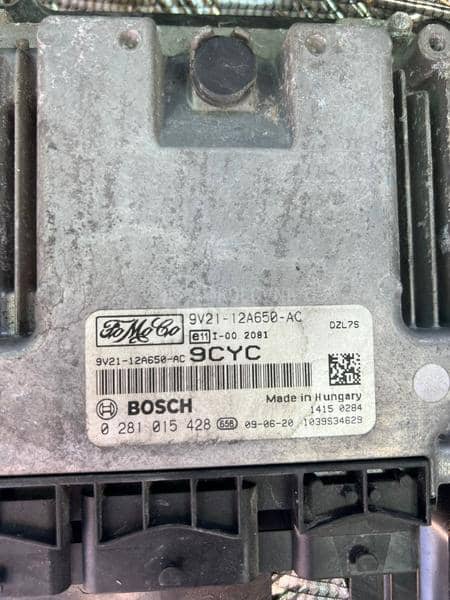 FoMoCo
9V21-12A650-AC
DZL7S
e11 I-00 2081
9V21-12A650-AC 9CYC
BOSCH
Made in Hungary
1415 0284
0 281 015 428 658 09-06-20 1039S34629